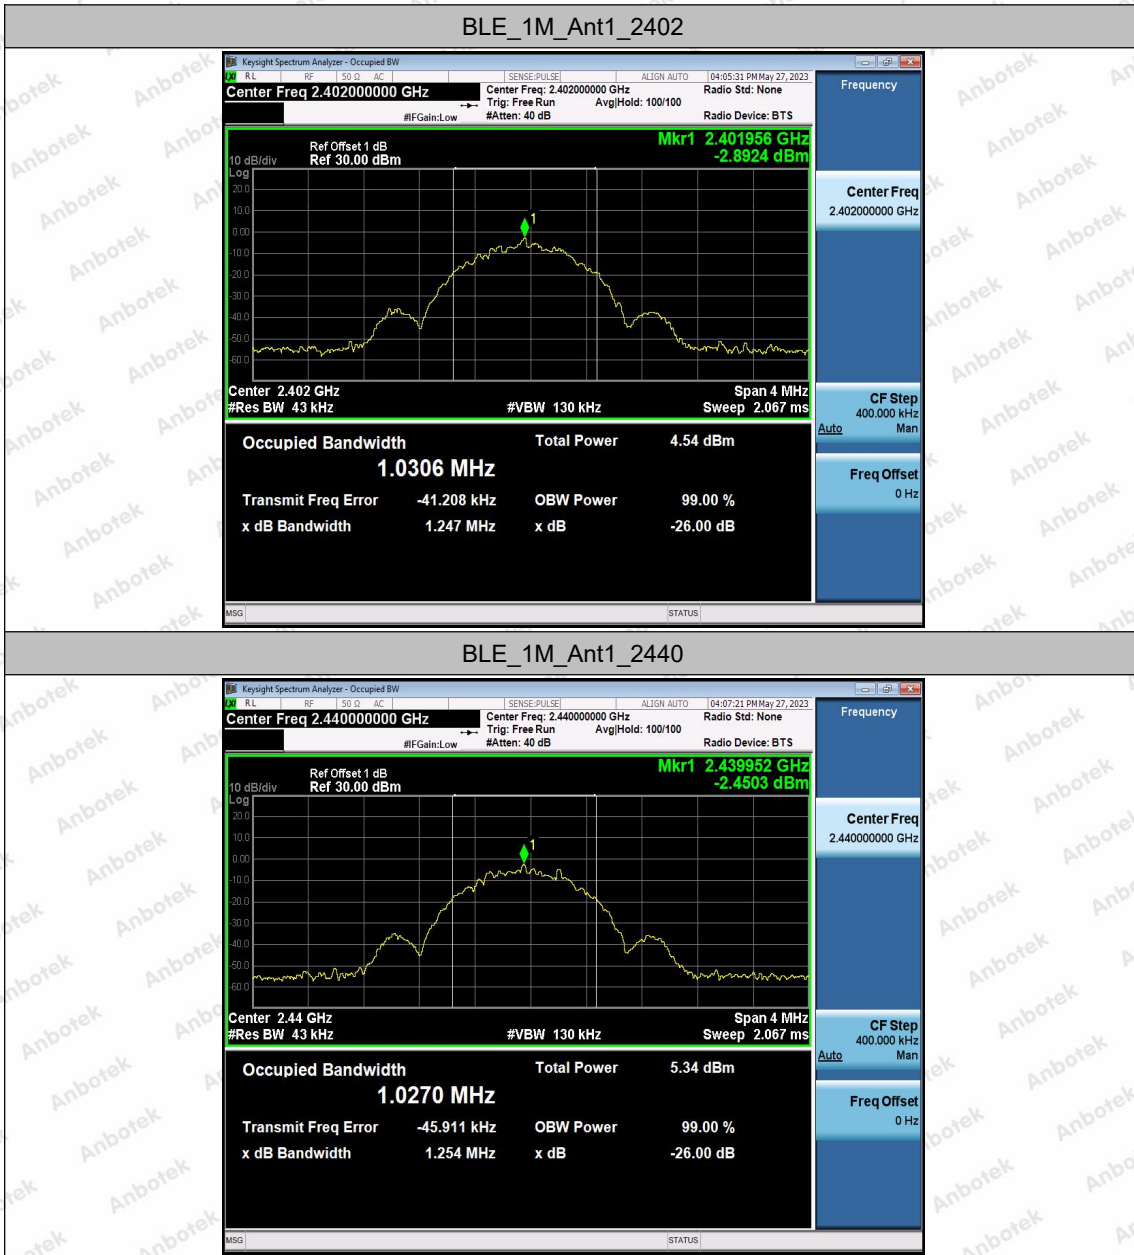 BLE_1M_Ant1_2402
Keysight Spectrum Analyzer - Occupied BW
LXI RL RF 50 Ω AC SENSE:PULSE ALIGN AUTO 04:05:31 PM May 27, 2023
Center Freq 2.402000000 GHz Center Freq: 2.402000000 GHz Radio Std: None Frequency
Trig: Free Run Avg|Hold: 100/100
#IFGain:Low #Atten: 40 dB Radio Device: BTS
Mkr1 2.401956 GHz
Ref Offset 1 dB
10 dB/div Ref 30.00 dBm -2.8924 dBm
Log
20.0
10.0
1
0.00
-10.0
-20.0
-30.0
-40.0
-50.0
-60.0
Center Freq
2.402000000 GHz
Center 2.402 GHz Span 4 MHz
#Res BW 43 kHz #VBW 130 kHz Sweep 2.067 ms
CF Step
400.000 kHz
Auto Man
Occupied Bandwidth Total Power 4.54 dBm
1.0306 MHz
Freq Offset
0 Hz
Transmit Freq Error -41.208 kHz OBW Power 99.00 %
x dB Bandwidth 1.247 MHz x dB -26.00 dB
MSG STATUS
BLE_1M_Ant1_2440
Keysight Spectrum Analyzer - Occupied BW
LXI RL RF 50 Ω AC SENSE:PULSE ALIGN AUTO 04:07:21 PM May 27, 2023
Center Freq 2.440000000 GHz Center Freq: 2.440000000 GHz Radio Std: None Frequency
Trig: Free Run Avg|Hold: 100/100
#IFGain:Low #Atten: 40 dB Radio Device: BTS
Mkr1 2.439952 GHz
Ref Offset 1 dB
10 dB/div Ref 30.00 dBm -2.4503 dBm
Log
20.0
10.0
1
0.00
-10.0
-20.0
-30.0
-40.0
-50.0
-60.0
Center Freq
2.440000000 GHz
Center 2.44 GHz Span 4 MHz
#Res BW 43 kHz #VBW 130 kHz Sweep 2.067 ms
CF Step
400.000 kHz
Auto Man
Occupied Bandwidth Total Power 5.34 dBm
1.0270 MHz
Freq Offset
0 Hz
Transmit Freq Error -45.911 kHz OBW Power 99.00 %
x dB Bandwidth 1.254 MHz x dB -26.00 dB
MSG STATUS
Anbotek